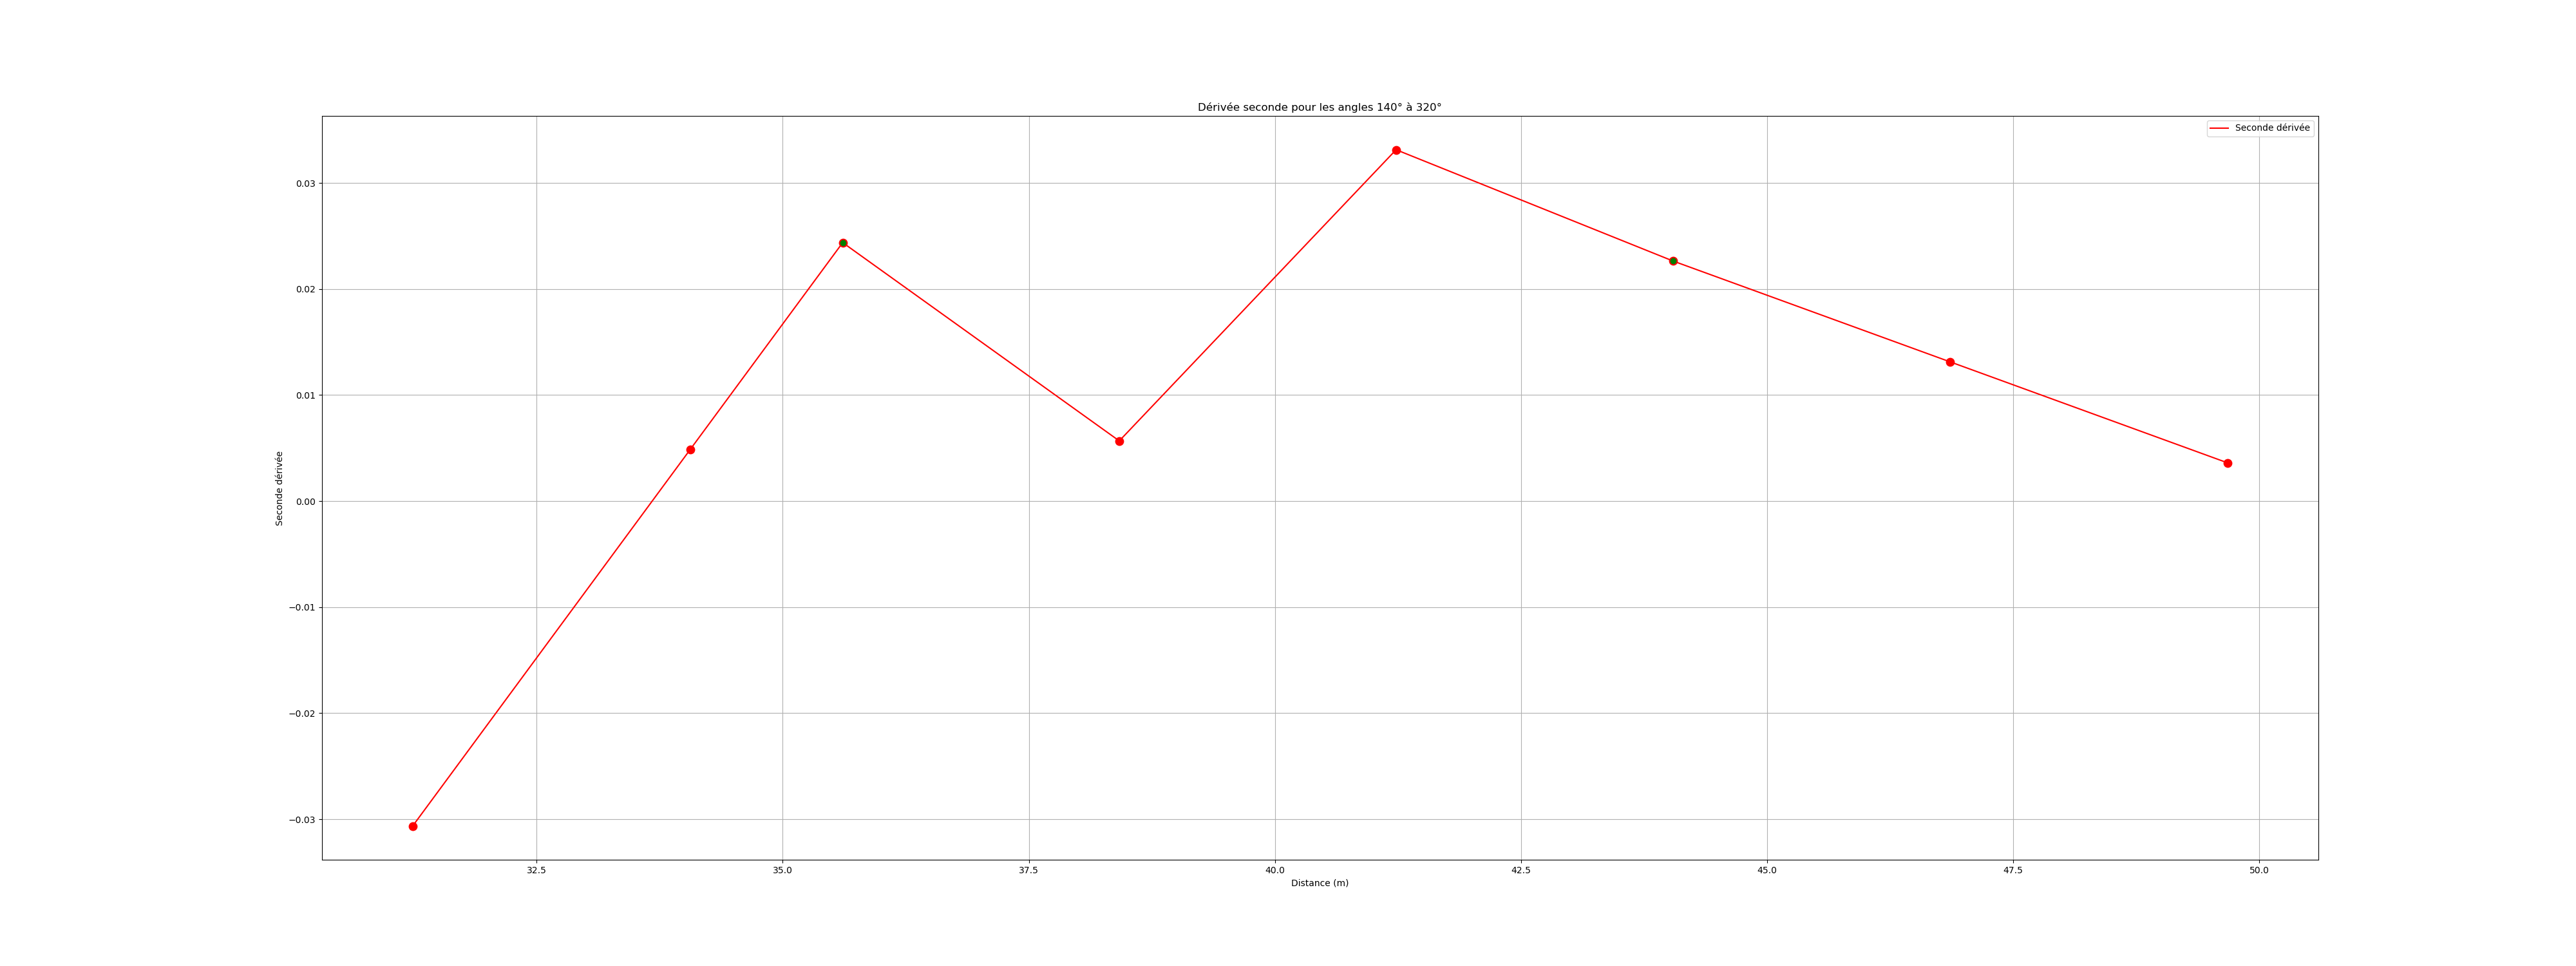 Dérivée seconde pour les angles 140° à 320°
Seconde dérivée
0.03
0.02
0.01
0.00
−0.01
−0.02
−0.03
Seconde dérivée
32.5 35.0 37.5 40.0 42.5 45.0 47.5 50.0
Distance (m)